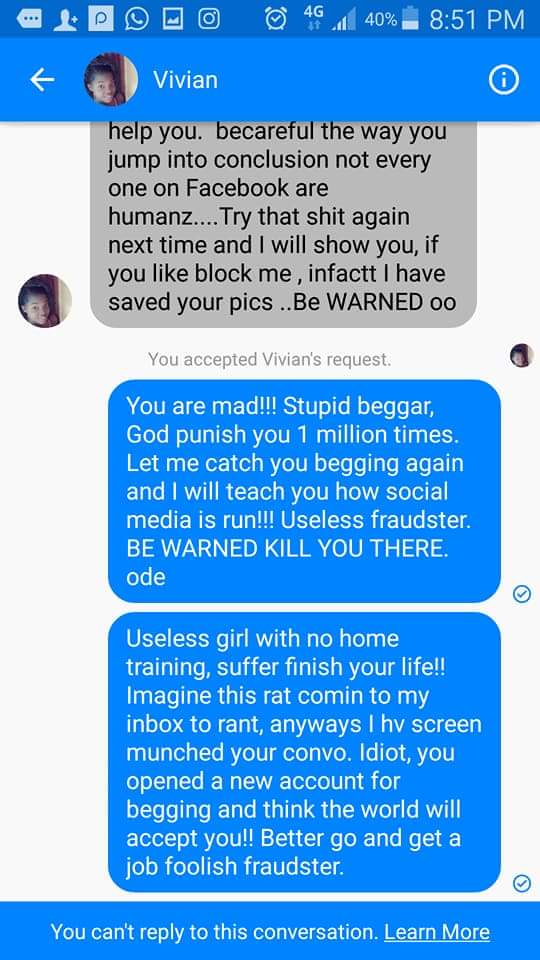 4G 40% 8:51 PM
Vivian
help you. becareful the way you
jump into conclusion not every
one on Facebook are
humanz....Try that shit again
next time and I will show you, if
you like block me , infactt I have
saved your pics ..Be WARNED oo
You accepted Vivian's request.
You are mad!!! Stupid beggar,
God punish you 1 million times.
Let me catch you begging again
and I will teach you how social
media is run!!! Useless fraudster.
BE WARNED KILL YOU THERE.
ode
Useless girl with no home
training, suffer finish your life!!
Imagine this rat comin to my
inbox to rant, anyways I hv screen
munched your convo. Idiot, you
opened a new account for
begging and think the world will
accept you!! Better go and get a
job foolish fraudster.
You can't reply to this conversation. Learn More